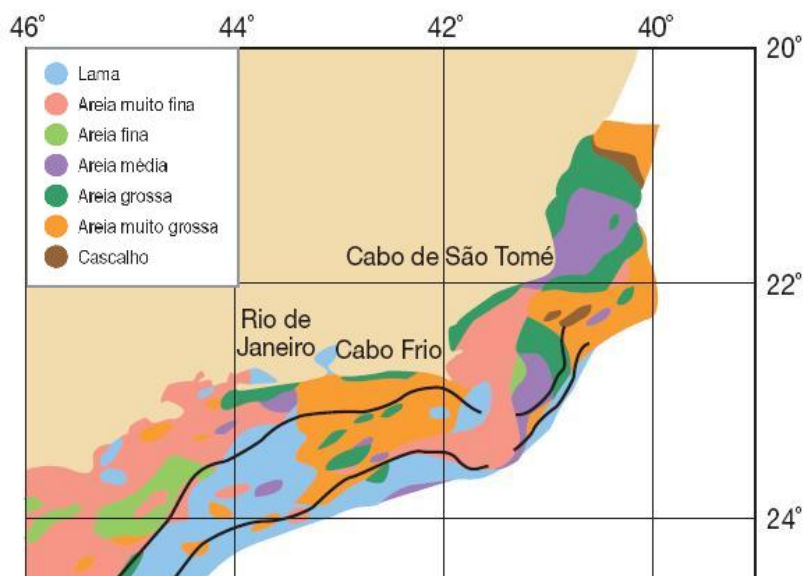 46° 44° 42° 40°
20°
Lama
Areia muito fina
Areia fina
Areia média
Areia grossa
Areia muito grossa
Cascalho
Cabo de São Tomé
22°
Rio de
Janeiro
Cabo Frio
24°